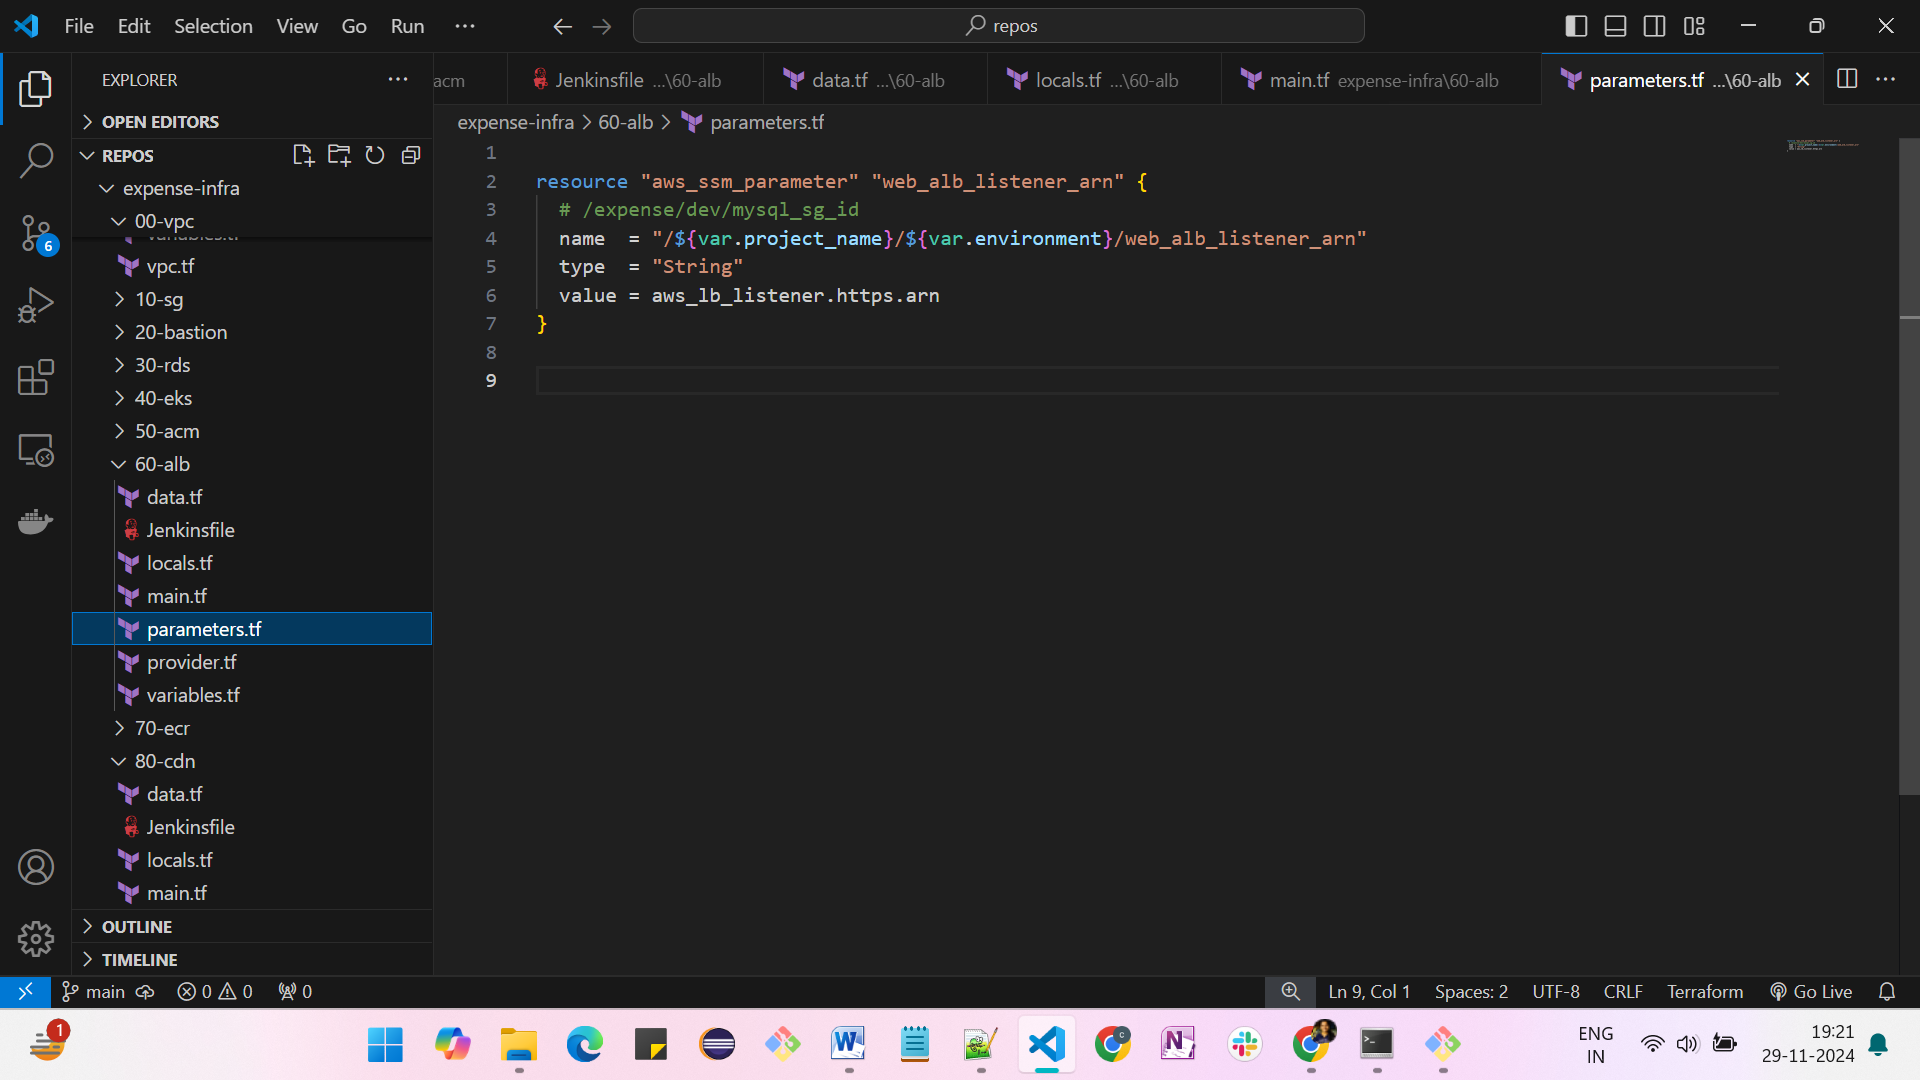 File Edit Selection View Go Run ··· repos
EXPLORER ···
OPEN EDITORS
REPOS
expense-infra
00-vpc
vpc.tf
10-sg
20-bastion
30-rds
40-eks
50-acm
60-alb
data.tf
Jenkinsfile
locals.tf
main.tf
parameters.tf
provider.tf
variables.tf
70-ecr
80-cdn
data.tf
Jenkinsfile
locals.tf
main.tf
OUTLINE
TIMELINE
6
acm Jenkinsfile ...\60-alb data.tf ...\60-alb locals.tf ...\60-alb main.tf expense-infra\60-alb parameters.tf ...\60-alb
expense-infra > 60-alb > parameters.tf
1
2 resource "aws_ssm_parameter" "web_alb_listener_arn" {
3 # /expense/dev/mysql_sg_id
4 name = "/${var.project_name}/${var.environment}/web_alb_listener_arn"
5 type = "String"
6 value = aws_lb_listener.https.arn
7 }
8
9
main 0 0 0 Ln 9, Col 1 Spaces: 2 UTF-8 CRLF Terraform Go Live
1 ENG 19:21
IN 29-11-2024